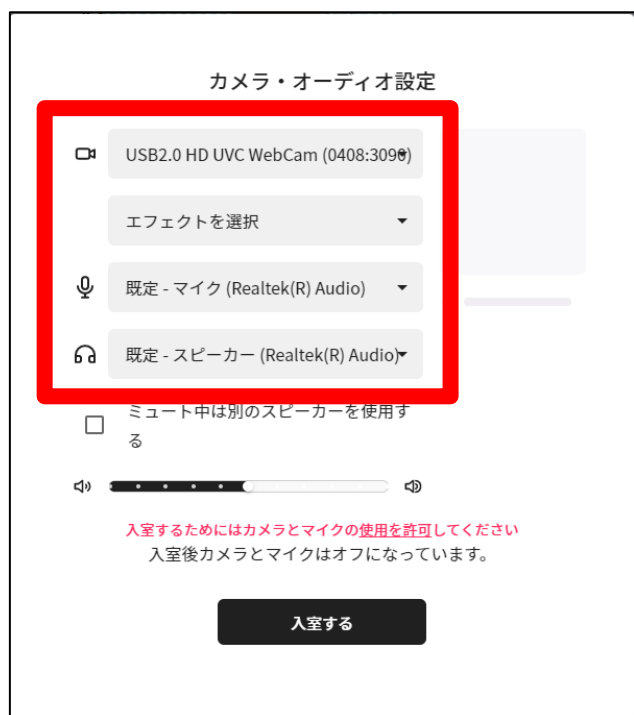 カメラ・オーディオ設定
USB2.0 HD UVC WebCam (0408:3090)
エフェクトを選択
既定 - マイク (Realtek(R) Audio)
既定 - スピーカー (Realtek(R) Audio)
ミュート中は別のスピーカーを使用す
る
入室するためにはカメラとマイクの使用を許可してください
入室後カメラとマイクはオフになっています。
入室する